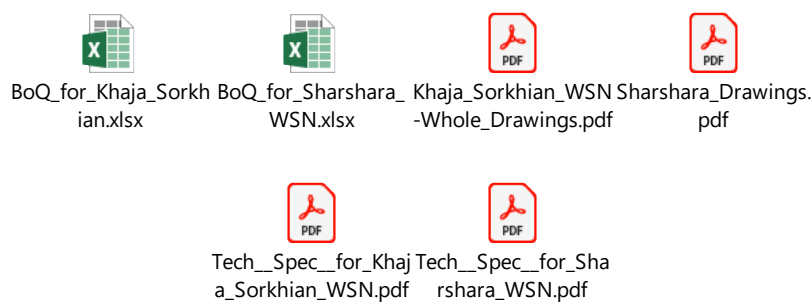 X PDF PDF
BoQ_for_Khaja_Sorkh BoQ_for_Sharshara_ Khaja_Sorkhian_WSN Sharshara_Drawings.
ian.xlsx WSN.xlsx -Whole_Drawings.pdf pdf
PDF PDF
Tech__Spec__for_Khaj Tech__Spec__for_Sha
a_Sorkhian_WSN.pdf rshara_WSN.pdf